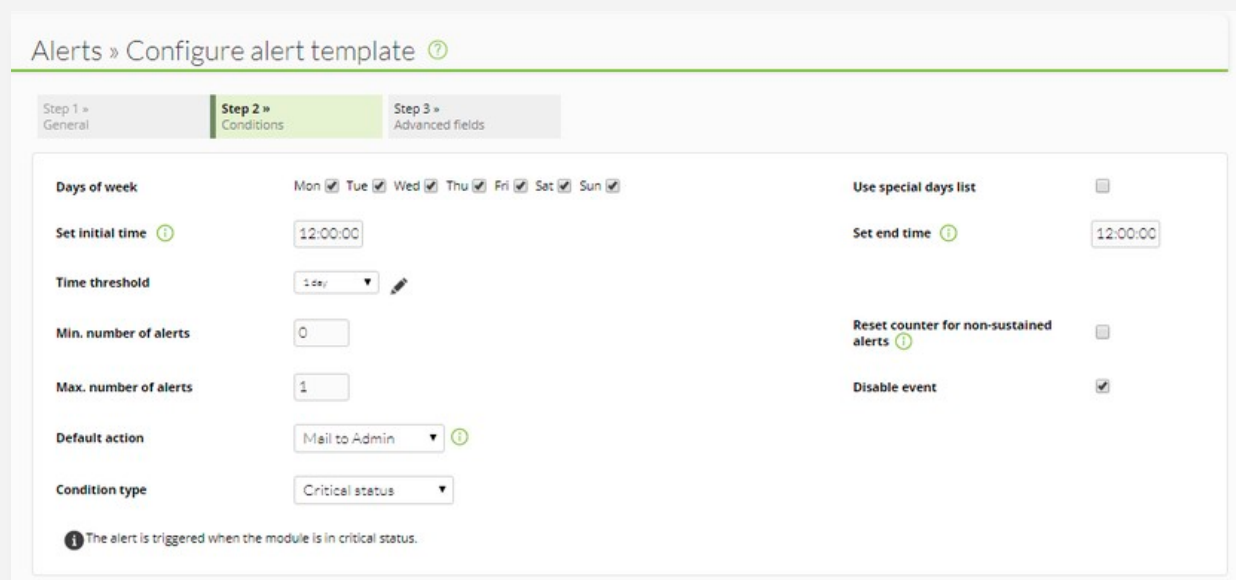 Alerts » Configure alert template ?
Step 1 »
General
Step 2 »
Conditions
Step 3 »
Advanced fields
Days of week Mon Tue Wed Thu Fri Sat Sun Use special days list
Set initial time 12:00:00 Set end time 12:00:00
Time threshold 1 day
Min. number of alerts 0 Reset counter for non-sustained
alerts
Max. number of alerts 1 Disable event
Default action Mail to Admin
Condition type Critical status
The alert is triggered when the module is in critical status.